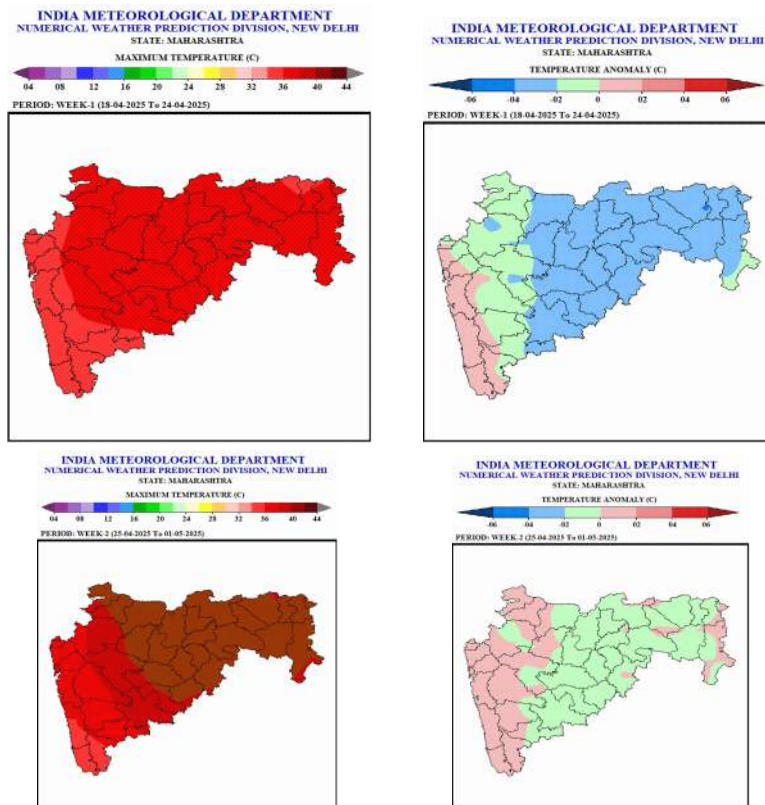 INDIA METEOROLOGICAL DEPARTMENT
NUMERICAL WEATHER PREDICTION DIVISION, NEW DELHI
STATE: MAHARASHTRA
MAXIMUM TEMPERATURE (C)
04 08 12 16 20 24 28 32 36 40 44
PERIOD: WEEK-1 (18-04-2025 To 24-04-2025)
INDIA METEOROLOGICAL DEPARTMENT
NUMERICAL WEATHER PREDICTION DIVISION, NEW DELHI
STATE: MAHARASHTRA
TEMPERATURE ANOMALY (C)
-06 -04 -02 0 02 04 06
PERIOD: WEEK-1 (18-04-2025 To 24-04-2025)
INDIA METEOROLOGICAL DEPARTMENT
NUMERICAL WEATHER PREDICTION DIVISION, NEW DELHI
STATE: MAHARASHTRA
MAXIMUM TEMPERATURE (C)
04 08 12 16 20 24 28 32 36 40 44
PERIOD: WEEK-2 (25-04-2025 To 01-05-2025)
INDIA METEOROLOGICAL DEPARTMENT
NUMERICAL WEATHER PREDICTION DIVISION, NEW DELHI
STATE: MAHARASHTRA
TEMPERATURE ANOMALY (C)
-06 -04 -02 0 02 04 06
PERIOD: WEEK-2 (25-04-2025 To 01-05-2025)